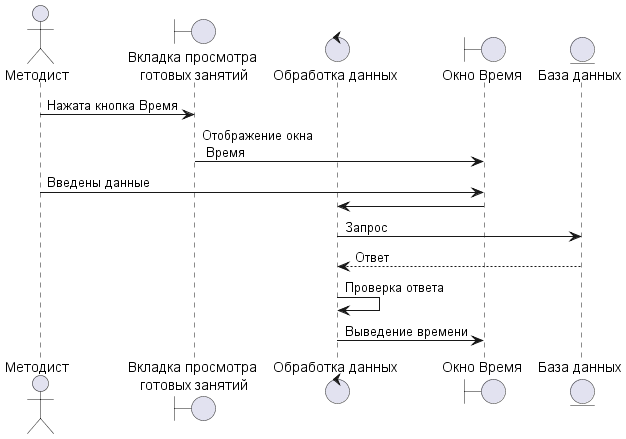 Методист
Вкладка просмотра
готовых занятий
Обработка данных
Окно Время
База данных
Нажата кнопка Время
Отображение окна
Время
Введены данные
Запрос
Ответ
Проверка ответа
Выведение времени
Методист
Вкладка просмотра
готовых занятий
Обработка данных
Окно Время
База данных